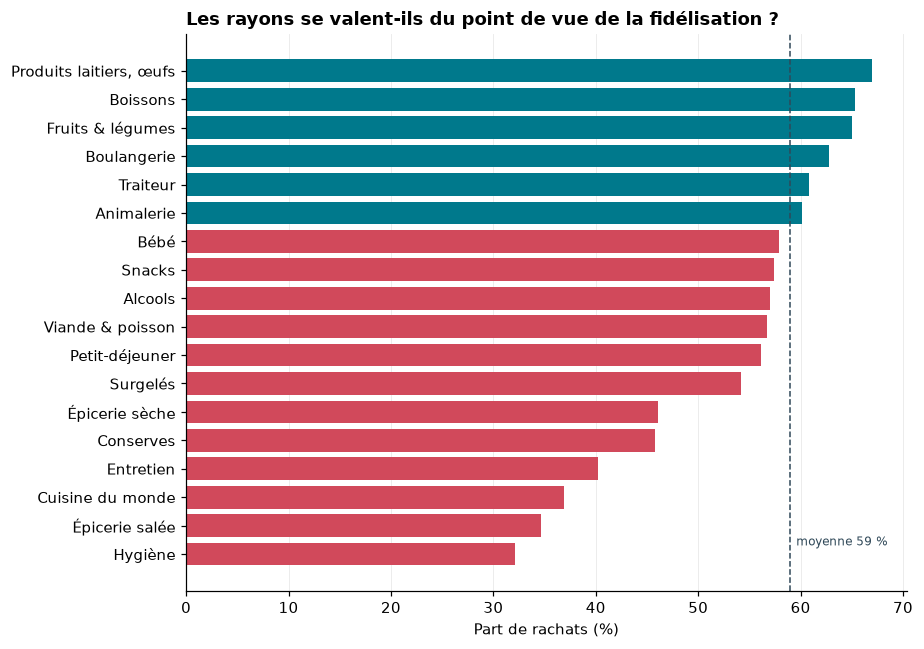 Les rayons se valent-ils du point de vue de la fidélisation ?
Produits laitiers, œufs
Boissons
Fruits & légumes
Boulangerie
Traiteur
Animalerie
Bébé
Snacks
Alcools
Viande & poisson
Petit-déjeuner
Surgelés
Épicerie sèche
Conserves
Entretien
Cuisine du monde
Épicerie salée
moyenne 59 %
Hygiène
0 10 20 30 40 50 60 70
Part de rachats (%)